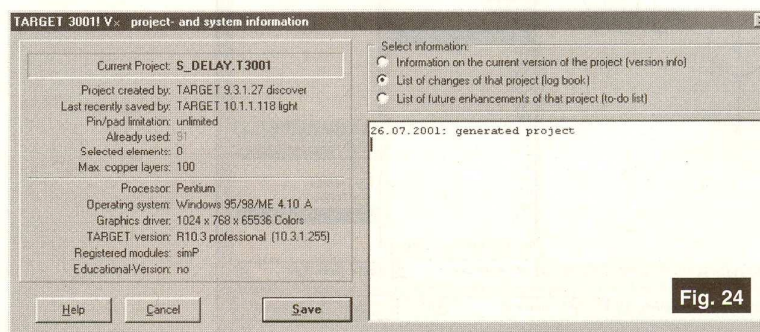 TARGET 3001! V× project- and system information
Current Project: S_DELAY.T3001
Project created by: TARGET 9.3.1.27 discover
Last recently saved by: TARGET 10.1.1.118 light
Pin/pad limitation: unlimited
Already used: 91
Selected elements: 0
Max. copper layers: 100
Processor: Pentium
Operating system: Windows 95/98/ME 4.10 A
Graphics driver: 1024 x 768 x 65536 Colors
TARGET version: R10.3 professional (10.3.1.255)
Registered modules: simP
Educational-Version: no
Help
Cancel
Save
Select information:
Information on the current version of the project (version info)
List of changes of that project (log book)
List of future enhancements of that project (to-do list)
26.07.2001: generated project
Fig. 24